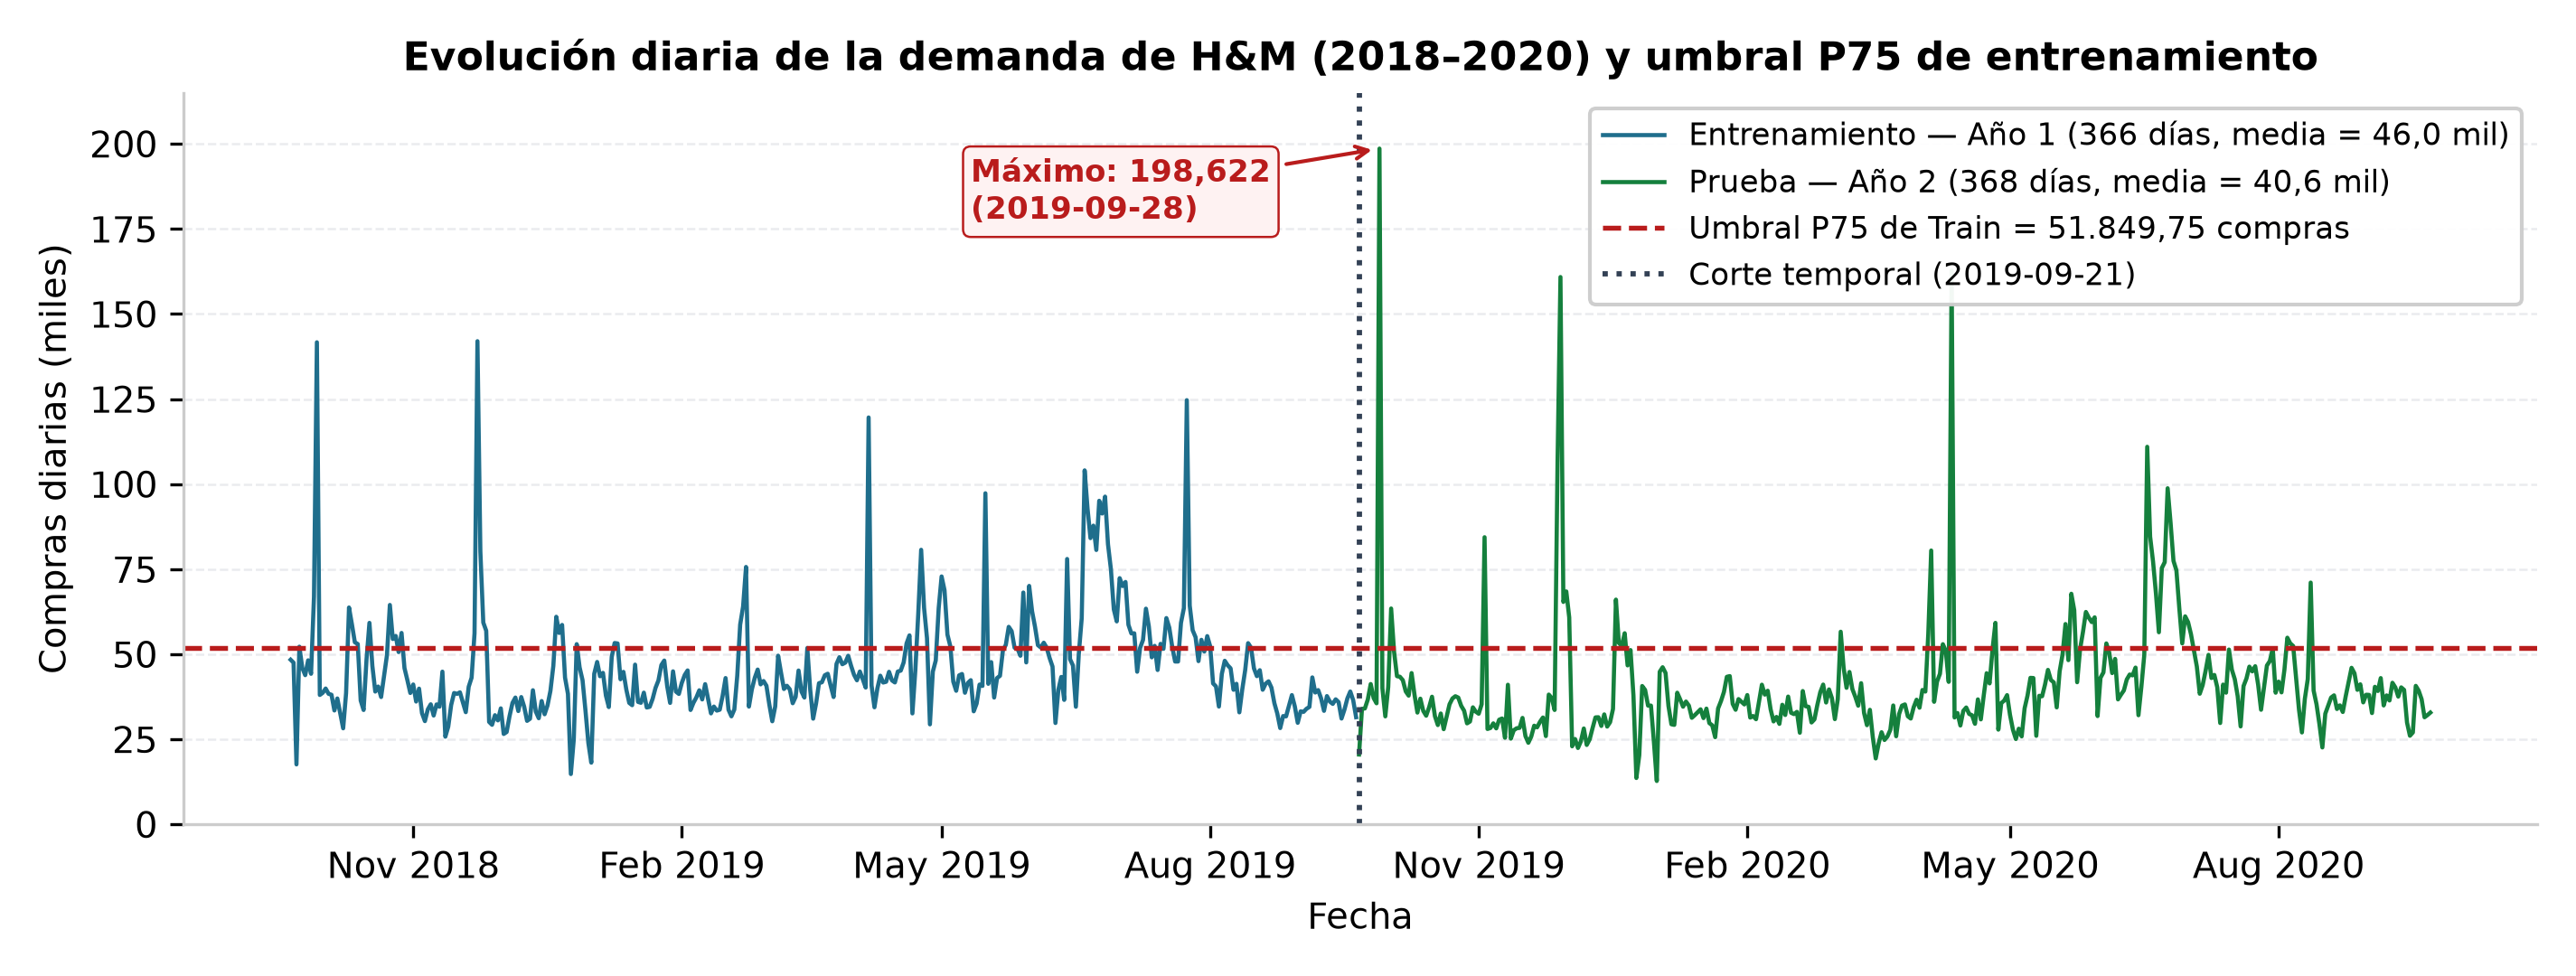 Evolución diaria de la demanda de H&M (2018–2020) y umbral P75 de entrenamiento
Entrenamiento — Año 1 (366 días, media = 46,0 mil)
Prueba — Año 2 (368 días, media = 40,6 mil)
Umbral P75 de Train = 51.849,75 compras
Corte temporal (2019-09-21)
Máximo: 198,622
(2019-09-28)
Compras diarias (miles)
200
175
150
125
100
75
50
25
0
Nov 2018
Feb 2019
May 2019
Aug 2019
Nov 2019
Feb 2020
May 2020
Aug 2020
Fecha